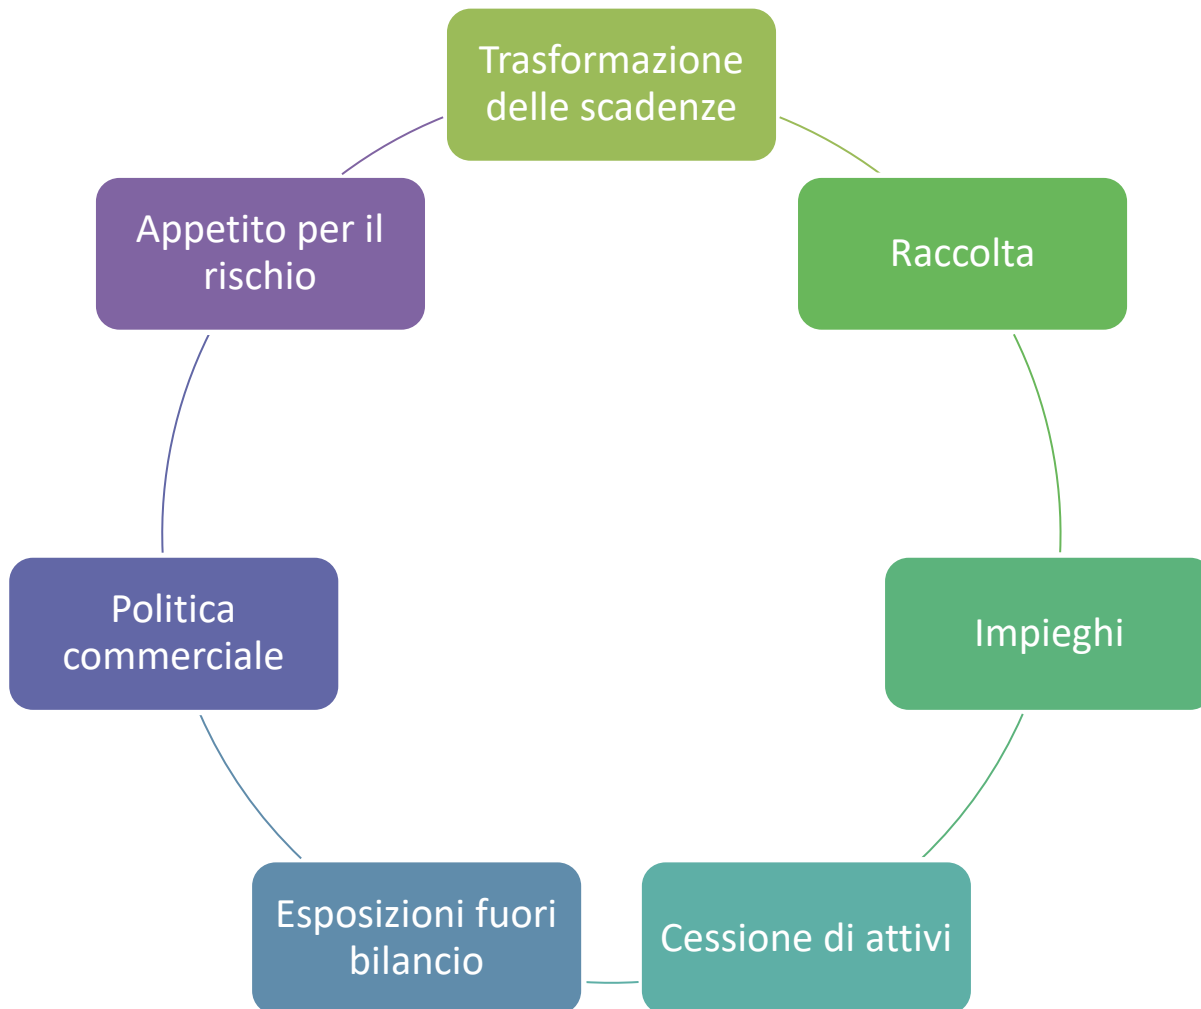 Trasformazione
delle scadenze
Raccolta
Impieghi
Cessione di attivi
Esposizioni fuori
bilancio
Politica
commerciale
Appetito per il
rischio